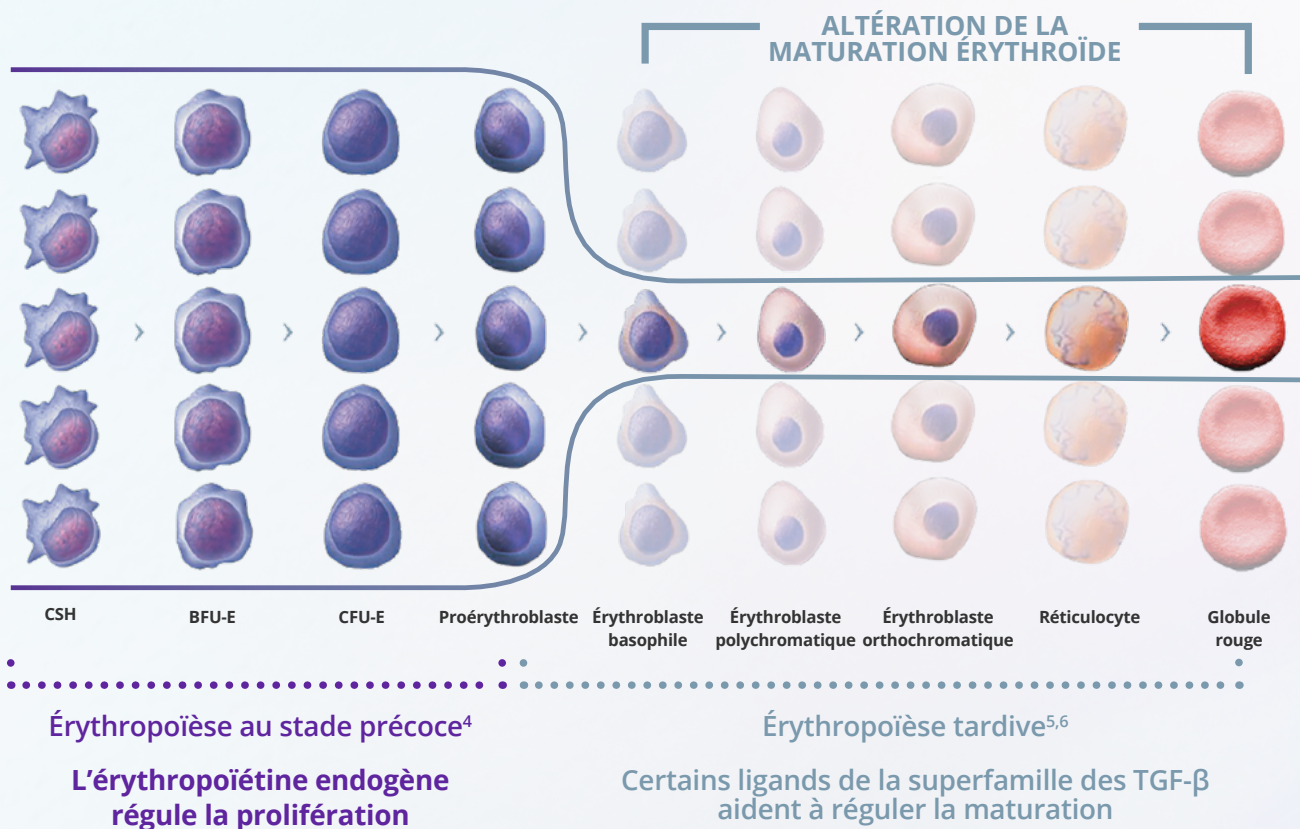 ALTÉRATION DE LA
MATURATION ÉRYTHROÏDE
CSH
BFU-E
CFU-E
Proérythroblaste
Érythroblaste
basophile
Érythroblaste
polychromatique
Érythroblaste
orthochromatique
Réticulocyte
Globule
rouge
Érythropoïèse au stade précoce⁴
L’érythropoïétine endogène
régule la prolifération
Érythropoïèse tardive⁵,⁶
Certains ligands de la superfamille des TGF-β
aident à réguler la maturation